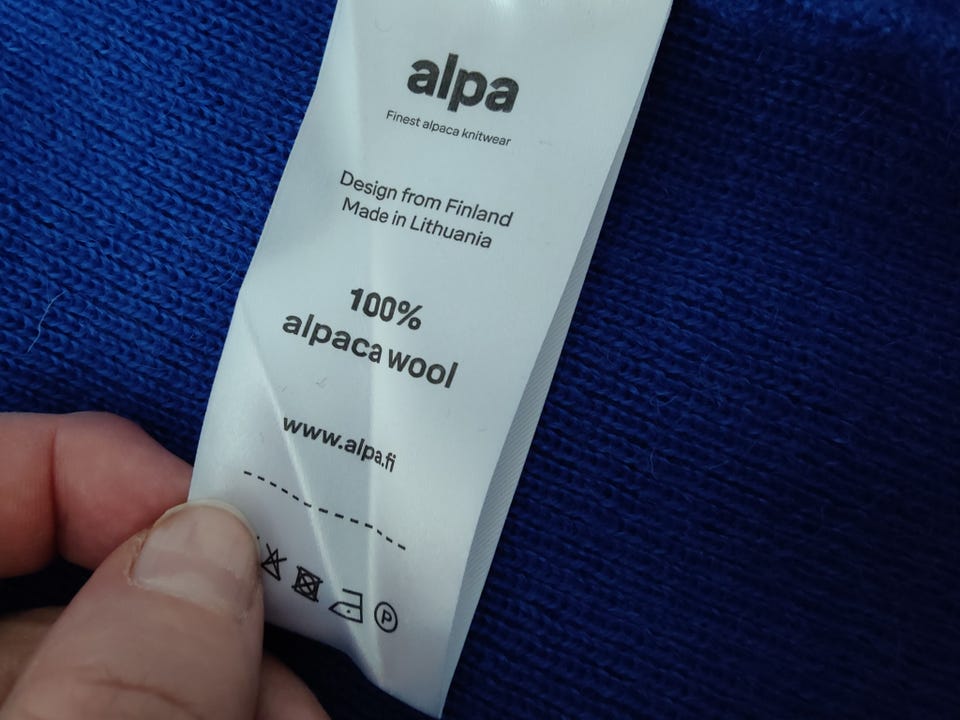 alpa
Finest alpaca knitwear
Design from Finland
Made in Lithuania
100%
alpaca wool
www.alpa.fi
P